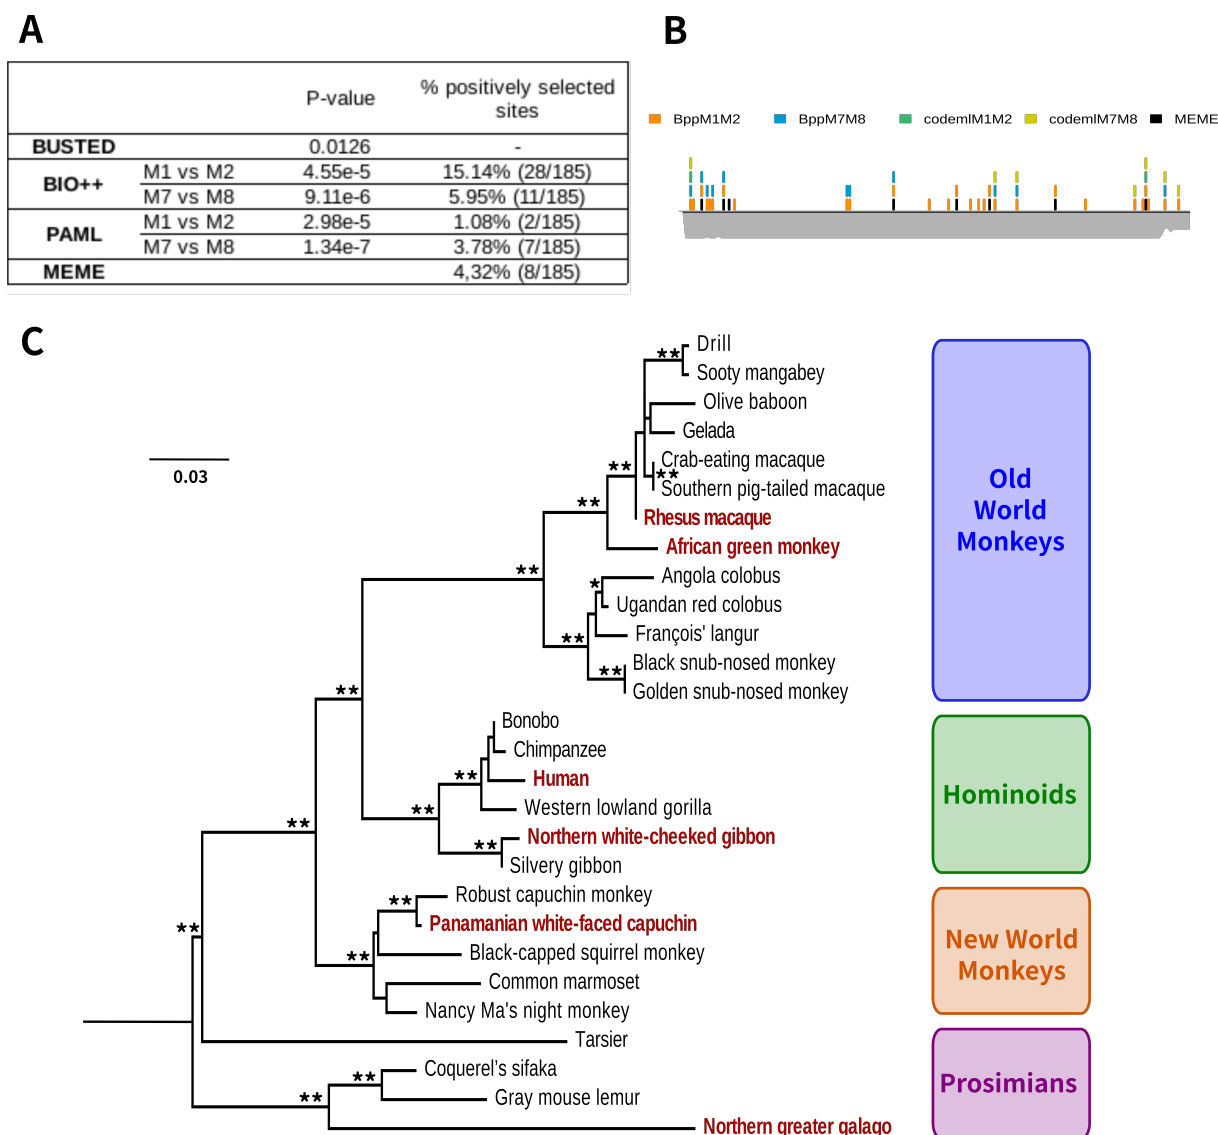 A
P-value % positively selected
sites
BUSTED 0.0126 -
BIO++ M1 vs M2 4.55e-5 15.14% (28/185)
M7 vs M8 9.11e-6 5.95% (11/185)
PAML M1 vs M2 2.98e-5 1.08% (2/185)
M7 vs M8 1.34e-7 3.78% (7/185)
MEME 4,32% (8/185)
B
BppM1M2 BppM7M8 codemlM1M2 codemlM7M8 MEME
C
0.03
** Drill
Sooty mangabey
Olive baboon
Gelada
** Crab-eating macaque
**
Southern pig-tailed macaque
** Rhesus macaque
African green monkey
** * Angola colobus
Ugandan red colobus
** François' langur
** Black snub-nosed monkey
Golden snub-nosed monkey
** Bonobo
Chimpanzee
** Human
** Western lowland gorilla
** Northern white-cheeked gibbon
** Silvery gibbon
** Robust capuchin monkey
Panamanian white-faced capuchin
** ** Black-capped squirrel monkey
Common marmoset
Nancy Ma's night monkey
Tarsier
** Coquerel's sifaka
** Gray mouse lemur
Northern greater galago
Old
World
Monkeys
Hominoids
New World
Monkeys
Prosimians